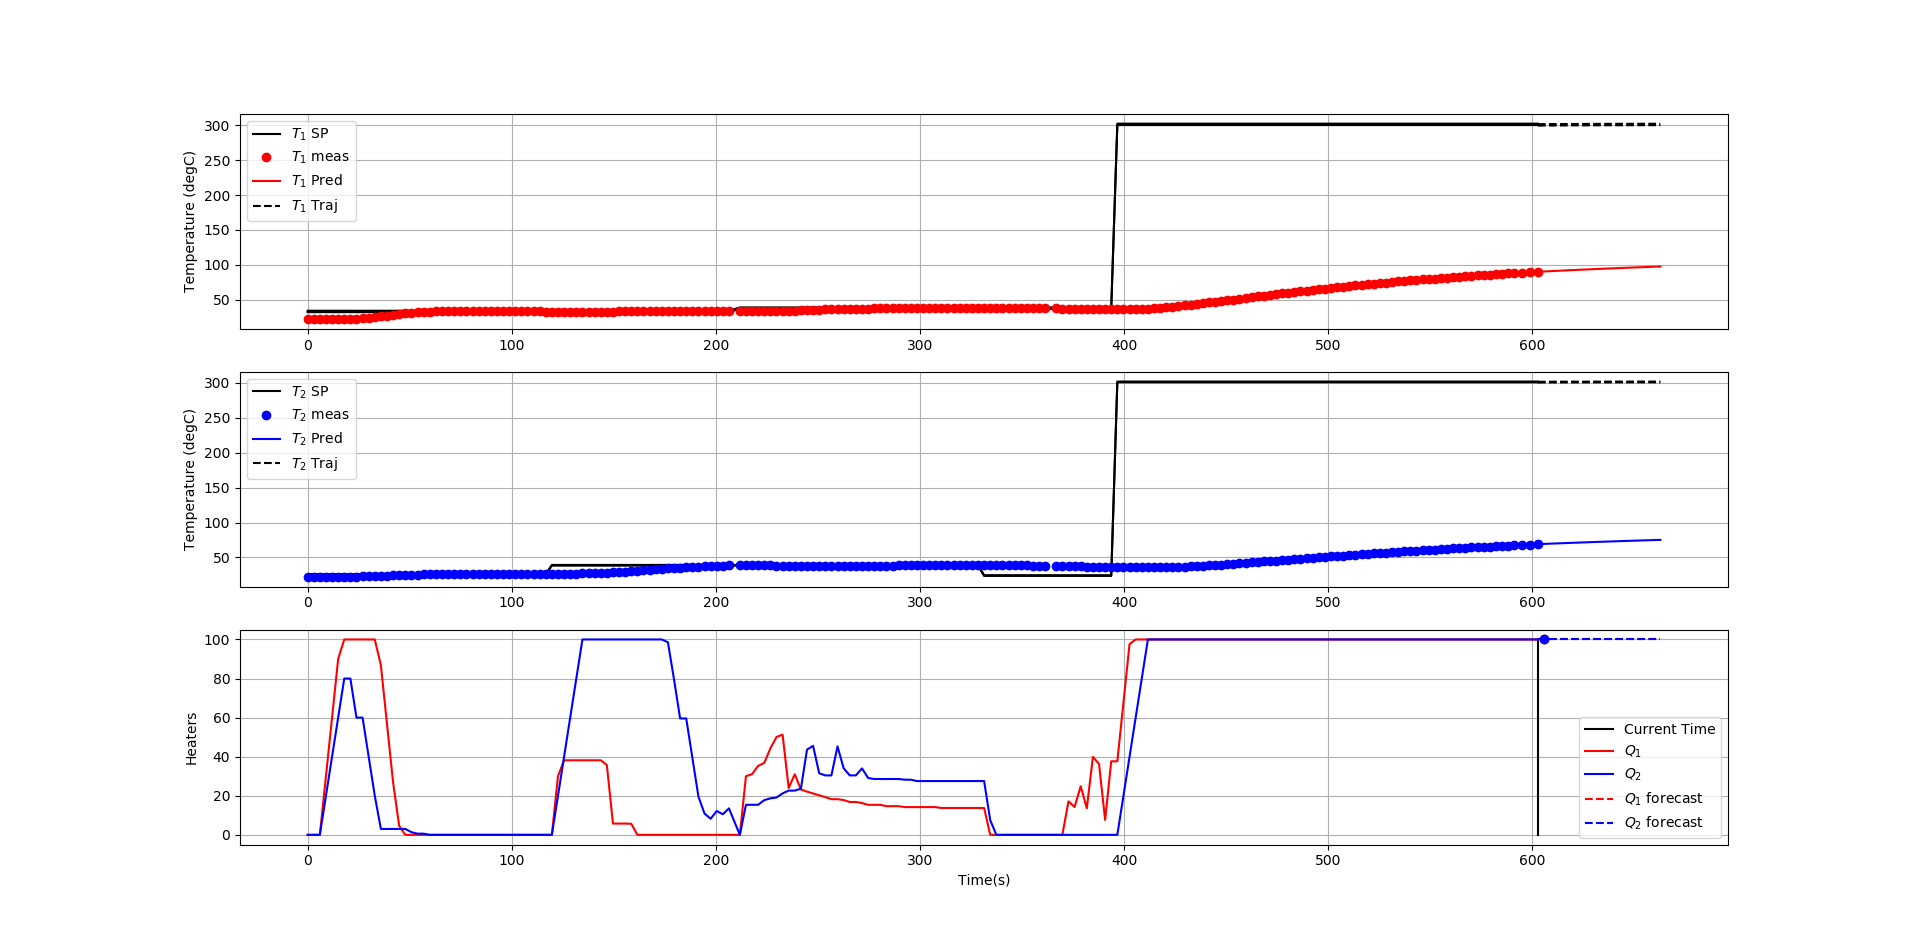 300
250
200
150
100
50
Temperature (degC)
T₁ SP
T₁ meas
T₁ Pred
T₁ Traj
0 100 200 300 400 500 600
300
250
200
150
100
50
Temperature (degC)
T₂ SP
T₂ meas
T₂ Pred
T₂ Traj
0 100 200 300 400 500 600
100
80
60
40
20
0
Heaters
Current Time
Q₁
Q₂
Q₁ forecast
Q₂ forecast
0 100 200 300 400 500 600
Time(s)